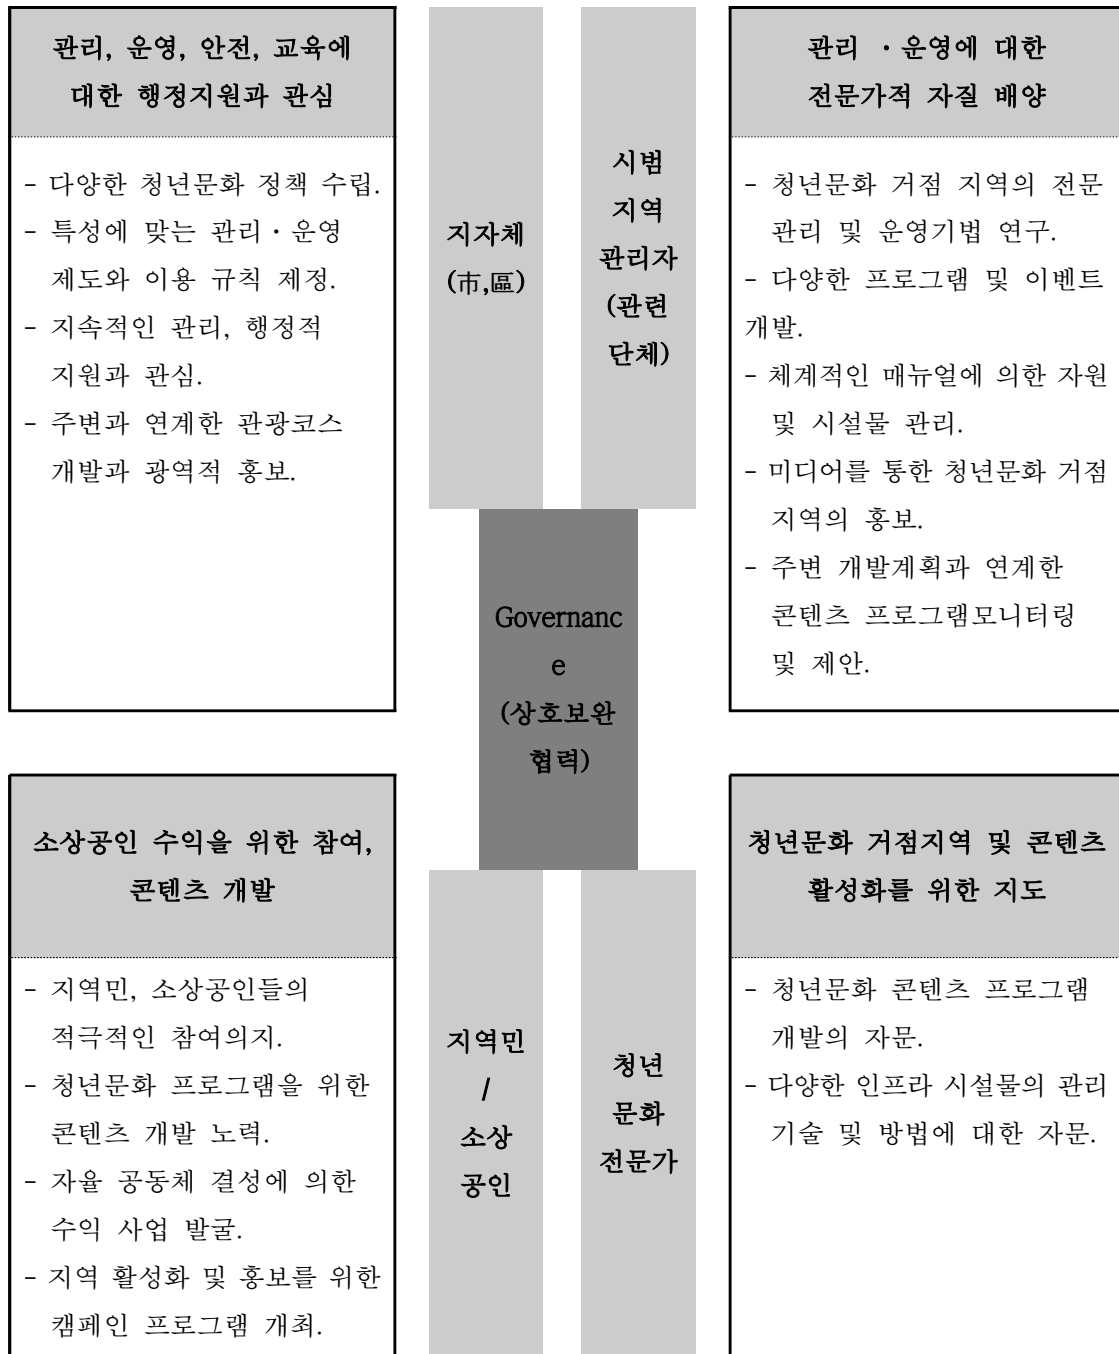 관리, 운영, 안전, 교육에
대한 행정지원과 관심
- 다양한 청년문화 정책 수립.
- 특성에 맞는 관리・운영
제도와 이용 규칙 제정.
- 지속적인 관리, 행정적
지원과 관심.
- 주변과 연계한 관광코스
개발과 광역적 홍보.
지자체
(市,區)
시범
지역
관리자
(관련
단체)
관리 ・운영에 대한
전문가적 자질 배양
- 청년문화 거점 지역의 전문
관리 및 운영기법 연구.
- 다양한 프로그램 및 이벤트
개발.
- 체계적인 매뉴얼에 의한 자원
및 시설물 관리.
- 미디어를 통한 청년문화 거점
지역의 홍보.
- 주변 개발계획과 연계한
콘텐츠 프로그램모니터링
및 제안.
Governanc
e
(상호보완
협력)
소상공인 수익을 위한 참여,
콘텐츠 개발
- 지역민, 소상공인들의
적극적인 참여의지.
- 청년문화 프로그램을 위한
콘텐츠 개발 노력.
- 자율 공동체 결성에 의한
수익 사업 발굴.
- 지역 활성화 및 홍보를 위한
캠페인 프로그램 개최.
지역민
/
소상
공인
청년
문화
전문가
청년문화 거점지역 및 콘텐츠
활성화를 위한 지도
- 청년문화 콘텐츠 프로그램
개발의 자문.
- 다양한 인프라 시설물의 관리
기술 및 방법에 대한 자문.